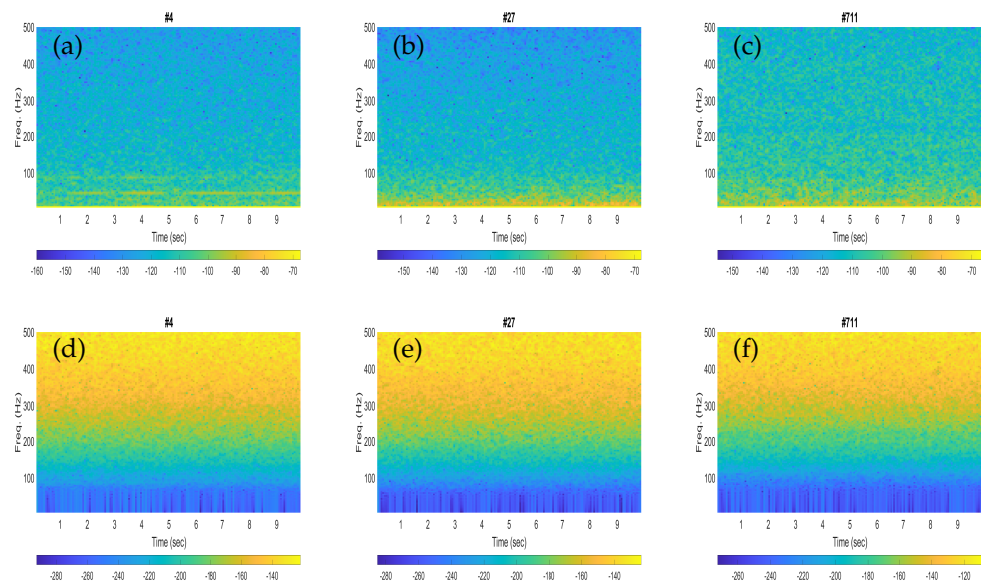 #4
(a)
500
400
300
200
100
Freq. (Hz)
1 2 3 4 5 6 7 8 9
Time (sec)
-160 -150 -140 -130 -120 -110 -100 -90 -80 -70
#27
(b)
500
400
300
200
100
Freq. (Hz)
1 2 3 4 5 6 7 8 9
Time (sec)
-150 -140 -130 -120 -110 -100 -90 -80 -70
#711
(c)
500
400
300
200
100
Freq. (Hz)
1 2 3 4 5 6 7 8 9
Time (sec)
-150 -140 -130 -120 -110 -100 -90 -80 -70
#4
(d)
500
400
300
200
100
Freq. (Hz)
1 2 3 4 5 6 7 8 9
Time (sec)
-280 -260 -240 -220 -200 -180 -160 -140
#27
(e)
500
400
300
200
100
Freq. (Hz)
1 2 3 4 5 6 7 8 9
Time (sec)
-280 -260 -240 -220 -200 -180 -160 -140
#711
(f)
500
400
300
200
100
Freq. (Hz)
1 2 3 4 5 6 7 8 9
Time (sec)
-260 -240 -220 -200 -180 -160 -140 -120